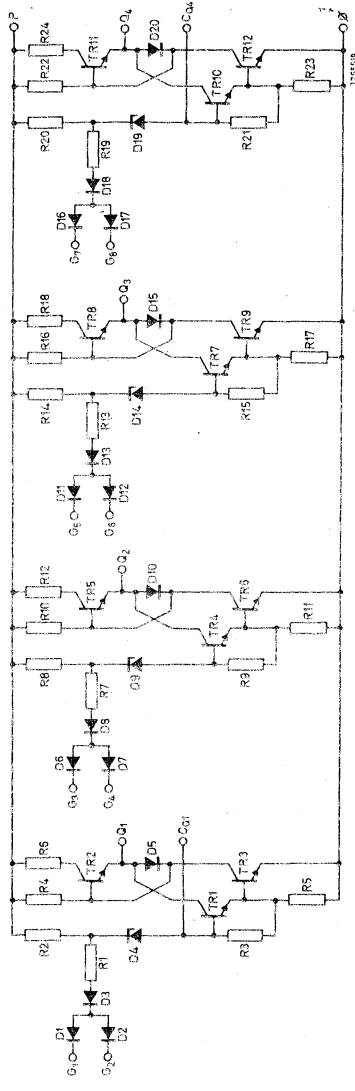 P
R2
R4
R6
R8
R10
R12
R14
R16
R18
R20
R22
R24
TR2
TR5
TR8
TR11
Q1
Q2
Q3
Q4
G1
D1
D3
R1
G2
D2
G3
D6
D8
R7
G4
D7
G5
D11
D13
R13
G6
D12
G7
D16
D18
R19
G8
D17
D4
D5
D9
D10
D14
D15
D19
D20
CQ1
CQ4
TR1
TR3
TR4
TR6
TR7
TR9
TR10
TR12
R3
R5
R9
R11
R15
R17
R21
R23
Ø